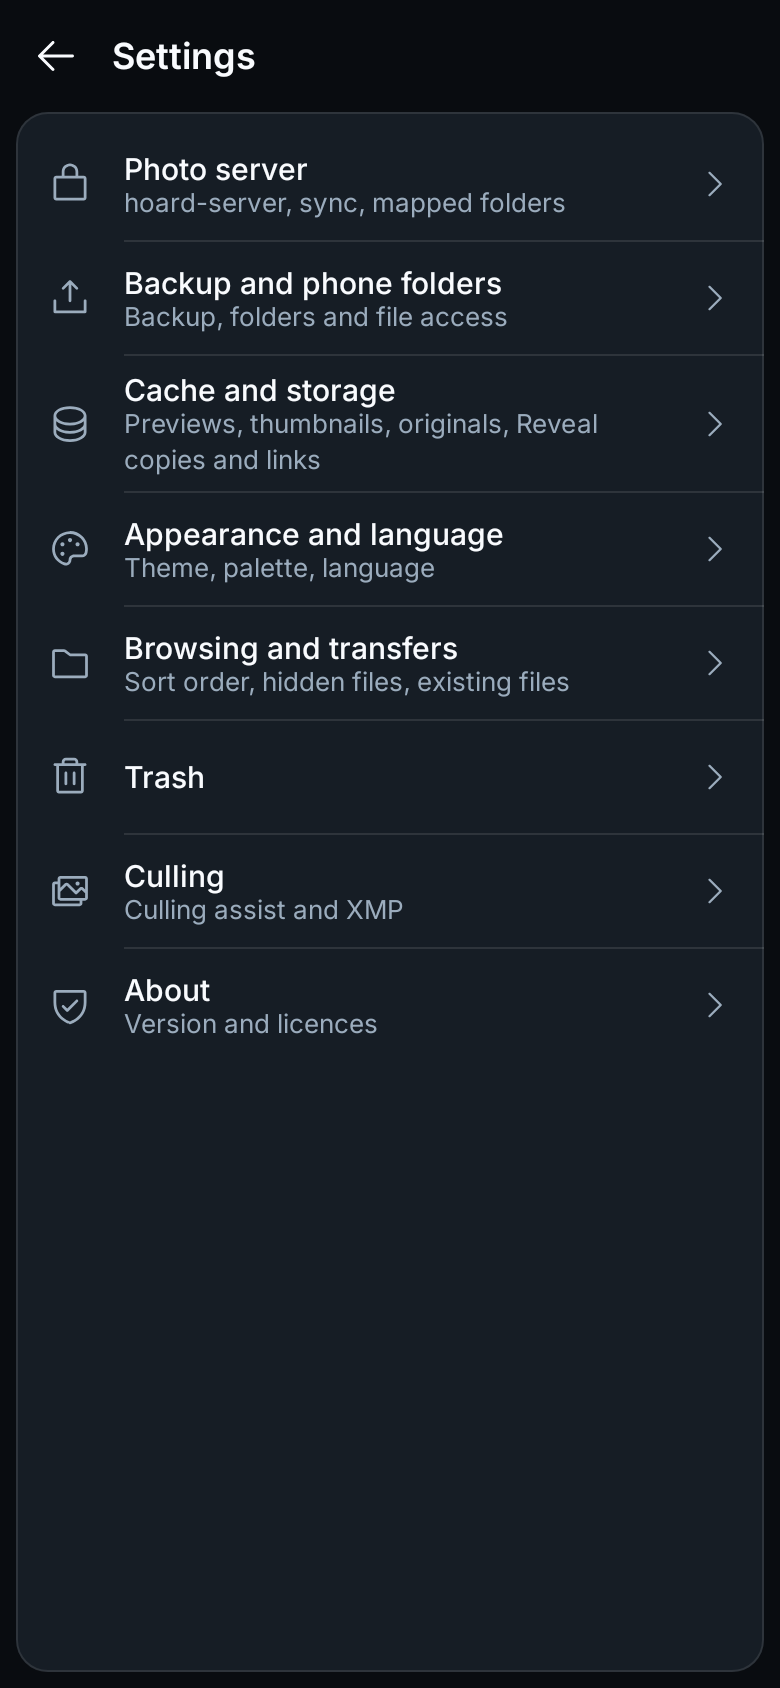 Settings
Photo server
hoard-server, sync, mapped folders
Backup and phone folders
Backup, folders and file access
Cache and storage
Previews, thumbnails, originals, Reveal
copies and links
Appearance and language
Theme, palette, language
Browsing and transfers
Sort order, hidden files, existing files
Trash
Culling
Culling assist and XMP
About
Version and licences